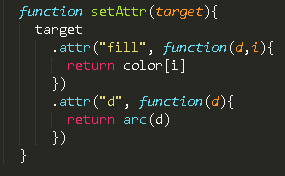 function setAttr(target){
  target
    .attr("fill", function(d,i){
      return color[i]
    })
    .attr("d", function(d){
      return arc(d)
    })
}